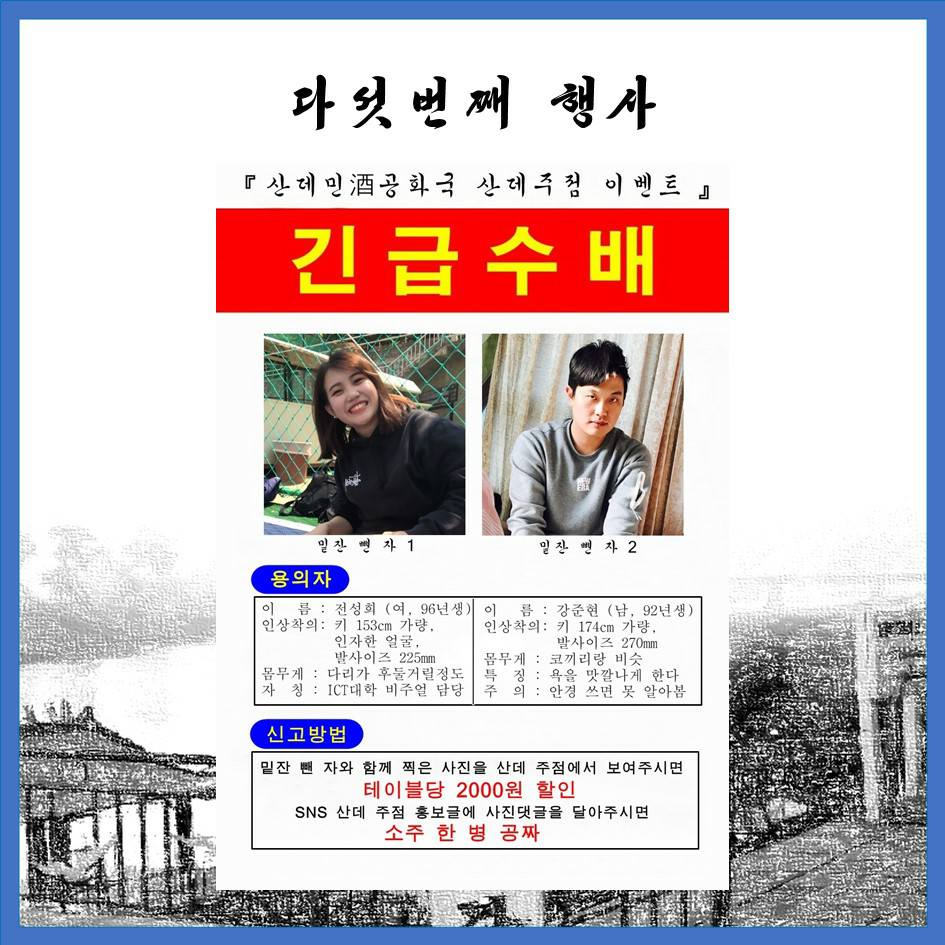 다섯번째 행사
『산데민酒공화국 산데주점 이벤트』
긴급수배
밑잔 뺀 자 1
밑잔 뺀 자 2
용의자
이 름 : 전성희 (여, 96년생)
인상착의: 키 153cm 가량,
인자한 얼굴,
발사이즈 225mm
몸무게 : 다리가 후둘거릴정도
자 칭 : ICT대학 비주얼 담당
이 름 : 강준현 (남, 92년생)
인상착의: 키 174cm 가량,
발사이즈 270mm
몸무게 : 코끼리랑 비슷
특 징 : 욕을 맛깔나게 한다
주 의 : 안경 쓰면 못 알아봄
신고방법
밑잔 뺀 자와 함께 찍은 사진을 산데 주점에서 보여주시면
테이블당 2000원 할인
SNS 산데 주점 홍보글에 사진댓글을 달아주시면
소주 한 병 공짜